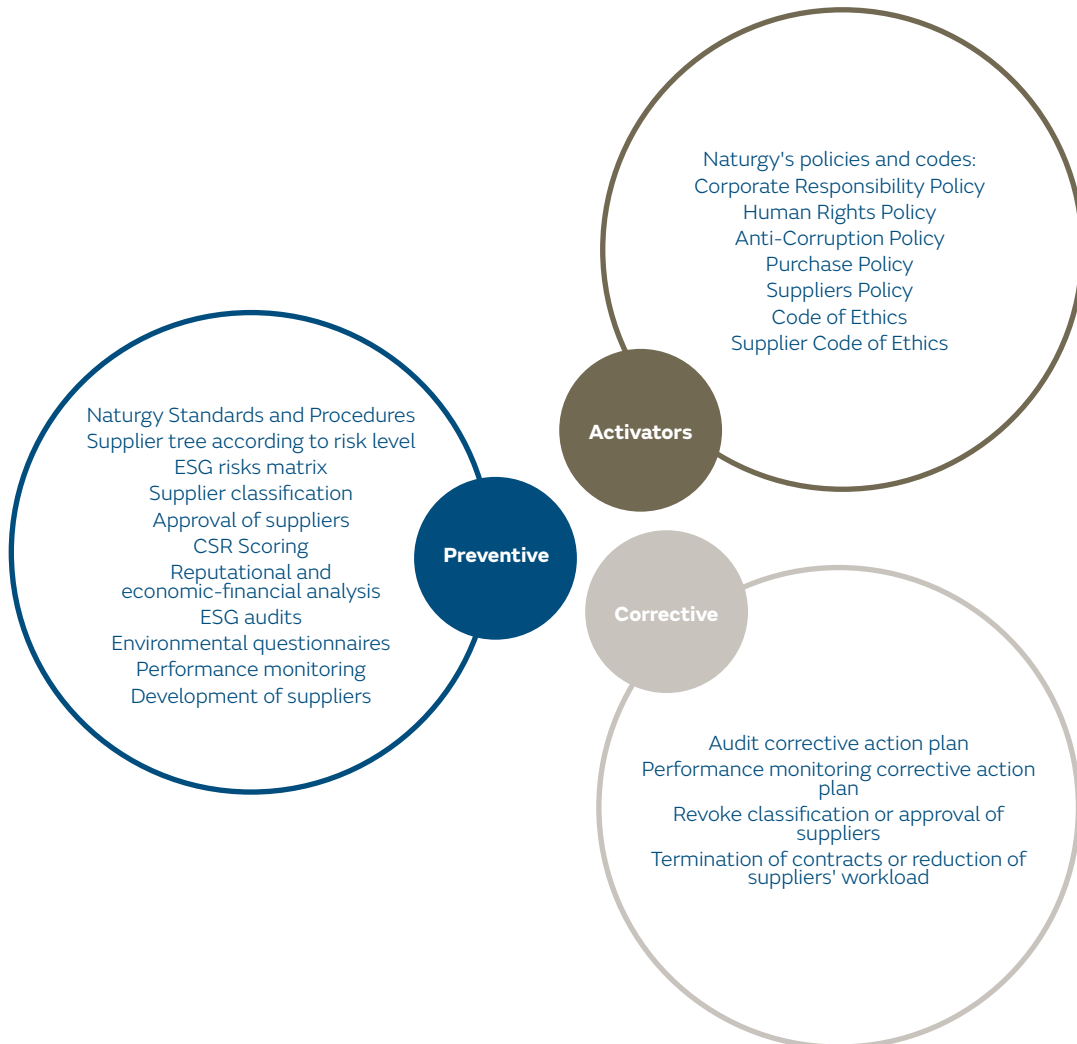 Naturgy's policies and codes:
Corporate Responsibility Policy
Human Rights Policy
Anti-Corruption Policy
Purchase Policy
Suppliers Policy
Code of Ethics
Supplier Code of Ethics
Activators
Naturgy Standards and Procedures
Supplier tree according to risk level
ESG risks matrix
Supplier classification
Approval of suppliers
CSR Scoring
Reputational and
economic-financial analysis
ESG audits
Environmental questionnaires
Performance monitoring
Development of suppliers
Preventive
Corrective
Audit corrective action plan
Performance monitoring corrective action
plan
Revoke classification or approval of
suppliers
Termination of contracts or reduction of
suppliers' workload